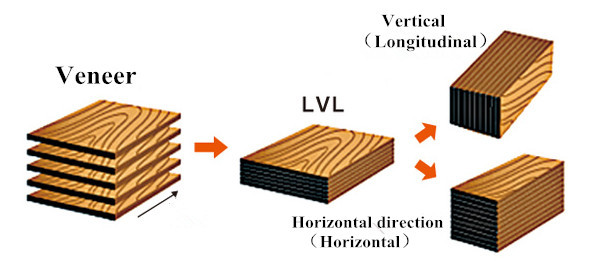 Veneer
LVL
Vertical
（Longitudinal）
Horizontal direction
（Horizontal）